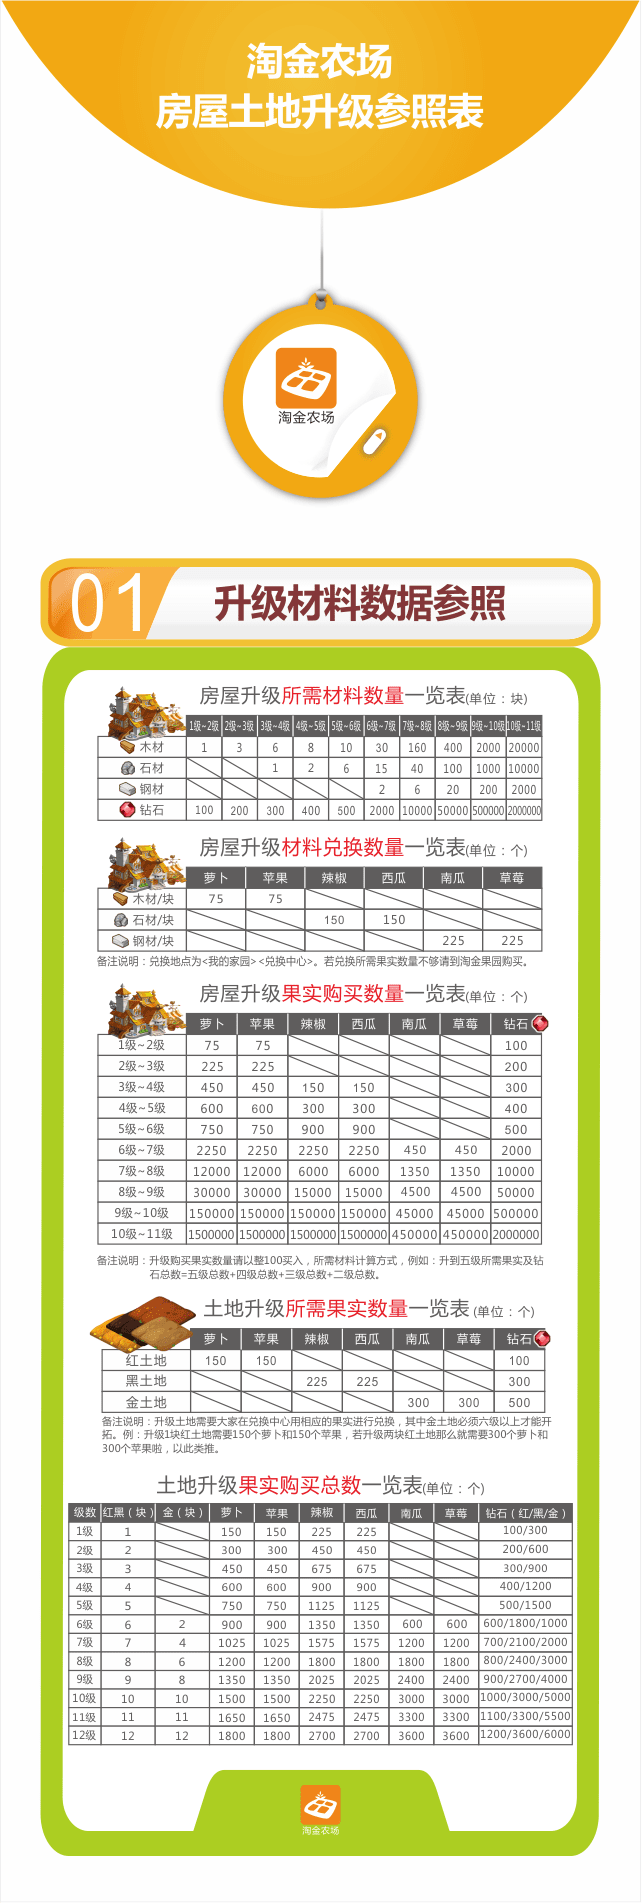 淘金农场
房屋土地升级参照表
淘金农场
01 升级材料数据参照
房屋升级所需材料数量一览表(单位：块)
1级~2级 2级~3级 3级~4级 4级~5级 5级~6级 6级~7级 7级~8级 8级~9级 9级~10级 10级~11级
木材 1 3 6 8 10 30 160 400 2000 20000
石材 1 2 6 15 40 100 1000 10000
钢材 2 6 20 200 2000
钻石 100 200 300 400 500 2000 10000 50000 500000 2000000
房屋升级材料兑换数量一览表(单位：个)
萝卜 苹果 辣椒 西瓜 南瓜 草莓
木材/块 75 75
石材/块 150 150
钢材/块 225 225
备注说明：兑换地点为<我的家园> <兑换中心>。若兑换所需果实数量不够请到淘金果园购买。
房屋升级果实购买数量一览表(单位：个)
萝卜 苹果 辣椒 西瓜 南瓜 草莓 钻石
1级~2级 75 75 100
2级~3级 225 225 200
3级~4级 450 450 150 150 300
4级~5级 600 600 300 300 400
5级~6级 750 750 900 900 500
6级~7级 2250 2250 2250 2250 450 450 2000
7级~8级 12000 12000 6000 6000 1350 1350 10000
8级~9级 30000 30000 15000 15000 4500 4500 50000
9级~10级 150000 150000 150000 150000 45000 45000 500000
10级~11级 1500000 1500000 1500000 1500000 450000 450000 2000000
备注说明：升级购买果实数量请以整100买入，所需材料计算方式，例如：升到五级所需果实及钻
石总数=五级总数+四级总数+三级总数+二级总数。
土地升级所需果实数量一览表 (单位：个)
萝卜 苹果 辣椒 西瓜 南瓜 草莓 钻石
红土地 150 150 100
黑土地 225 225 300
金土地 300 300 500
备注说明：升级土地需要大家在兑换中心用相应的果实进行兑换，其中金土地必须六级以上才能开
拓。例：升级1块红土地需要150个萝卜和150个苹果，若升级两块红土地那么就需要300个萝卜和
300个苹果啦，以此类推。
土地升级果实购买总数一览表(单位：个)
级数 红黑（块） 金（块） 萝卜 苹果 辣椒 西瓜 南瓜 草莓 钻石（红/黑/金）
1级 1 150 150 225 225 100/300
2级 2 300 300 450 450 200/600
3级 3 450 450 675 675 300/900
4级 4 600 600 900 900 400/1200
5级 5 750 750 1125 1125 500/1500
6级 6 2 900 900 1350 1350 600 600 600/1800/1000
7级 7 4 1025 1025 1575 1575 1200 1200 700/2100/2000
8级 8 6 1200 1200 1800 1800 1800 1800 800/2400/3000
9级 9 8 1350 1350 2025 2025 2400 2400 900/2700/4000
10级 10 10 1500 1500 2250 2250 3000 3000 1000/3000/5000
11级 11 11 1650 1650 2475 2475 3300 3300 1100/3300/5500
12级 12 12 1800 1800 2700 2700 3600 3600 1200/3600/6000
淘金农场